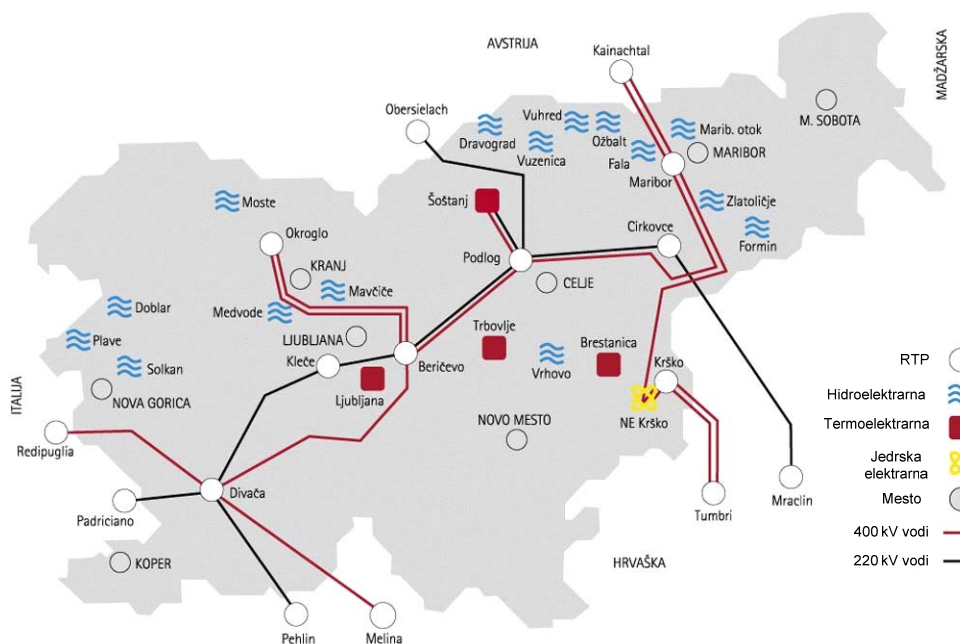 AVSTRIJA
MADŽARSKA
Kainachtal
Obersielach
Vuhred
Dravograd
Ožbalt
Vuzenica
Fala
Marib. otok
MARIBOR
Maribor
M. SOBOTA
Moste
Šoštanj
Zlatoličje
Formin
Okroglo
Podlog
Cirkovce
KRANJ
Mavčiče
CELJE
Doblar
Medvode
Plave
LJUBLJANA
Trbovlje
Brestanica
Solkan
Kleče
Beričevo
Vrhovo
Krško
RTP
ITALIJA
NOVA GORICA
Ljubljana
NOVO MESTO
NE Krško
Hidroelektrarna
Termoelektrarna
Redipuglia
Jedrska
elektrarna
Divača
Padriciano
Tumbri
Mraclin
Mesto
KOPER
HRVAŠKA
400 kV vodi
220 kV vodi
Pehlin
Melina